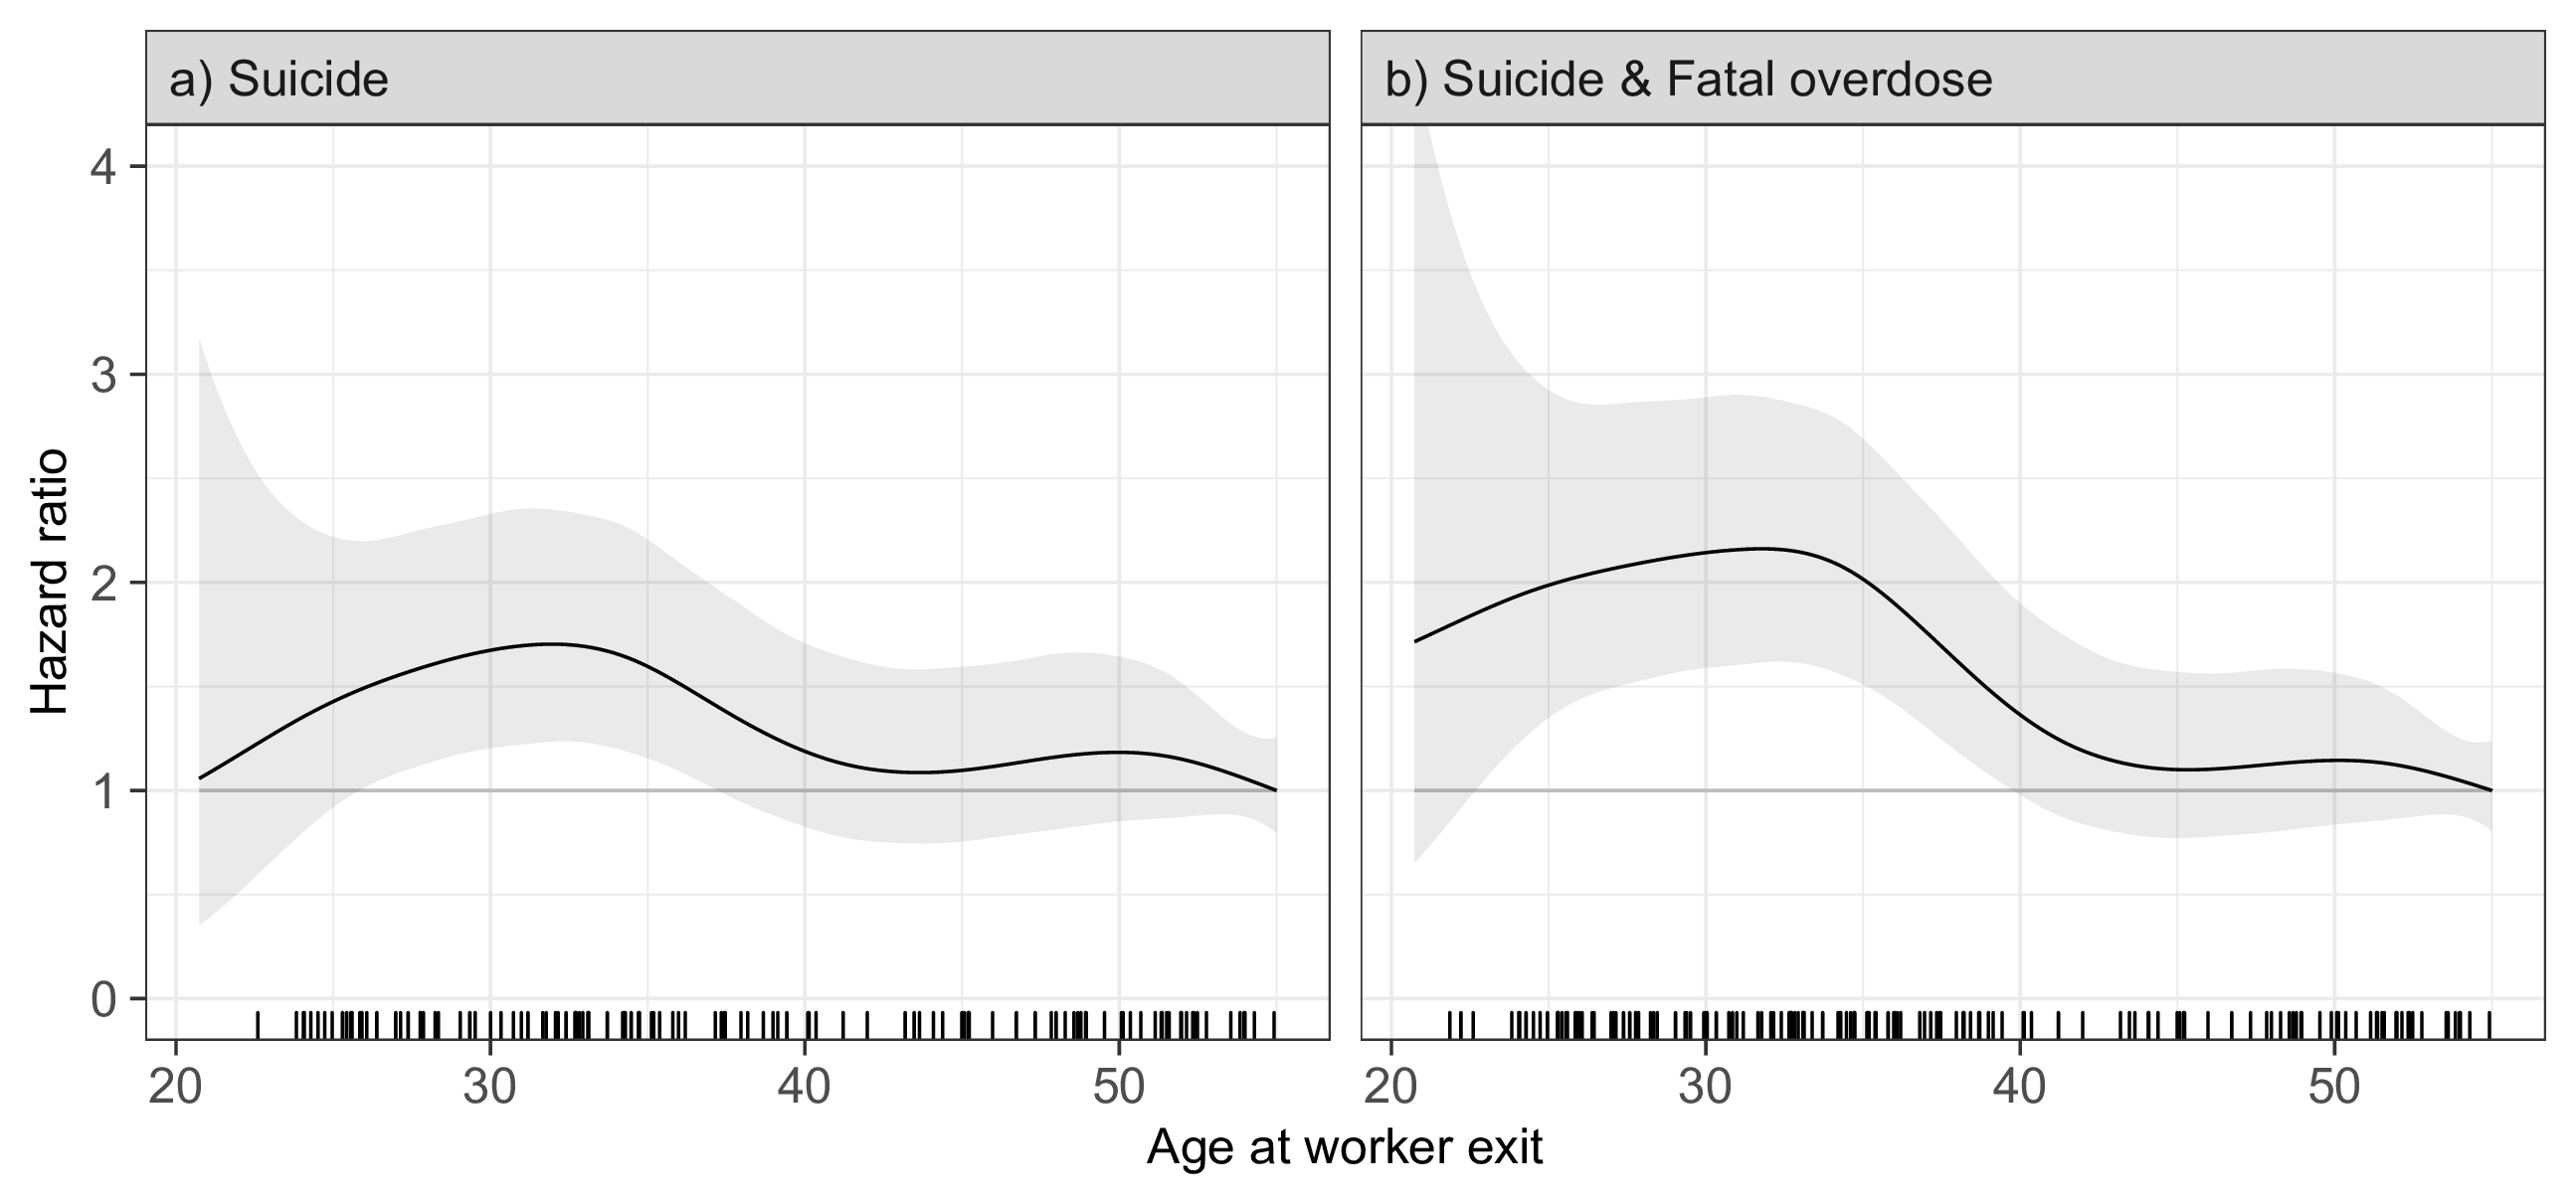 a) Suicide
b) Suicide & Fatal overdose
Hazard ratio
4
3
2
1
0
20 30 40 50
20 30 40 50
Age at worker exit